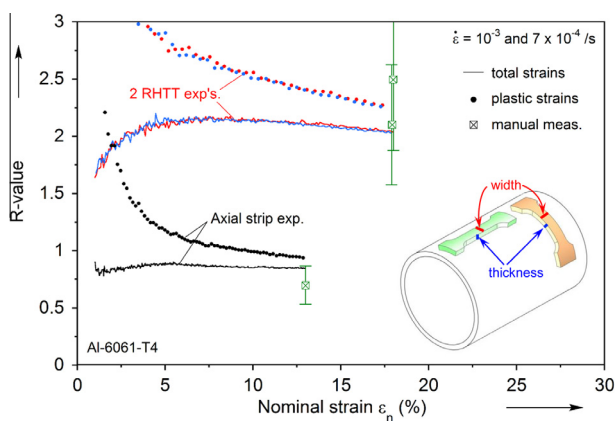 3
2.5
2
1.5
1
0.5
0
R-value
ε̇ = 10⁻³ and 7 x 10⁻⁴ /s
total strains
plastic strains
manual meas.
2 RHTT exp's.
Axial strip exp.
width
thickness
Al-6061-T4
0 5 10 15 20 25 30
Nominal strain εₙ (%)